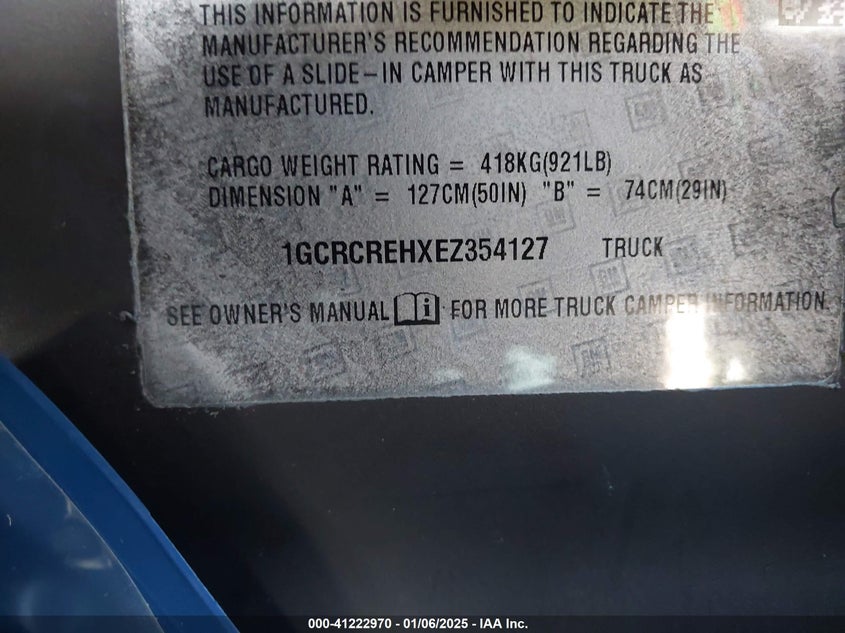 THIS INFORMATION IS FURNISHED TO INDICATE THE
MANUFACTURER'S RECOMMENDATION REGARDING THE
USE OF A SLIDE-IN CAMPER WITH THIS TRUCK AS
MANUFACTURED.
CARGO WEIGHT RATING = 418KG(921LB)
DIMENSION "A" = 127CM(50IN) "B" = 74CM(29IN)
1GCRCREHXEZ354127 TRUCK
SEE OWNER'S MANUAL i FOR MORE TRUCK CAMPER INFORMATION.
GM
000-41222970 - 01/06/2025 - IAA Inc.